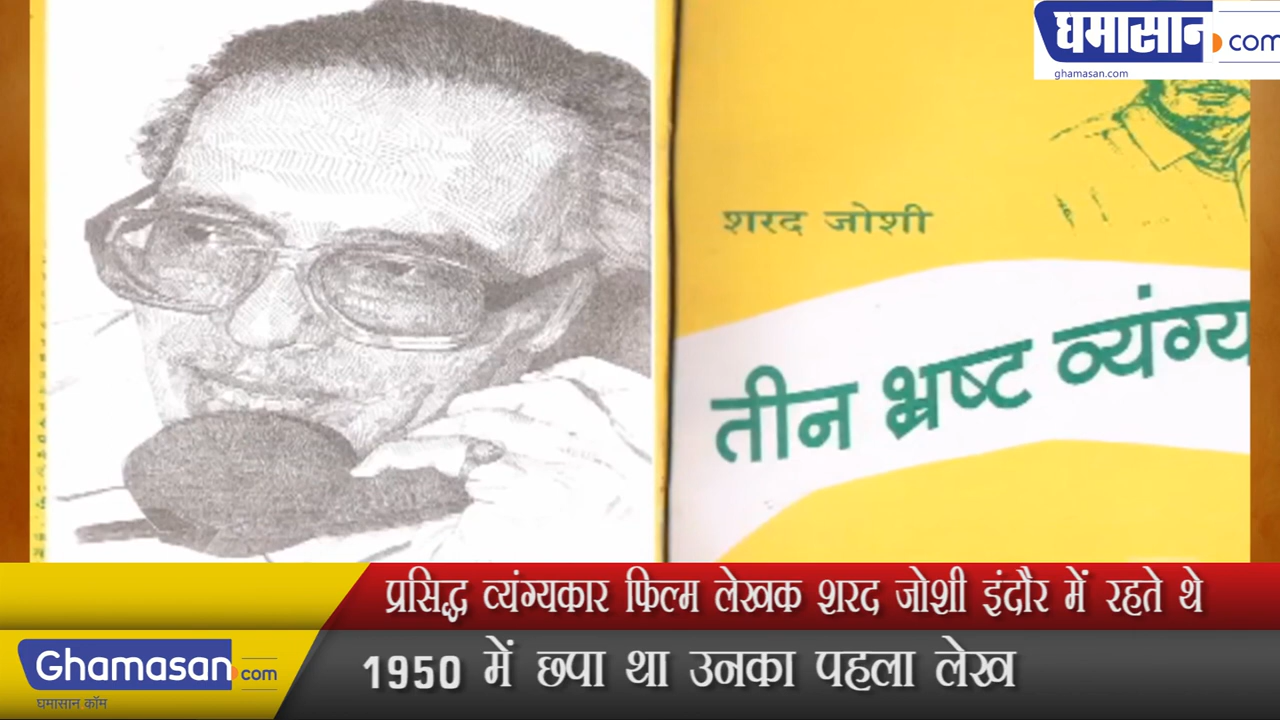 घमासान.com
ghamasan.com
शरद जोशी
तीन भ्रष्ट व्यंग्य
प्रसिद्ध व्यंग्यकार फिल्म लेखक शरद जोशी इंदौर में रहते थे
1950 में छपा था उनका पहला लेख
Ghamasan.com
घमासान कॉम